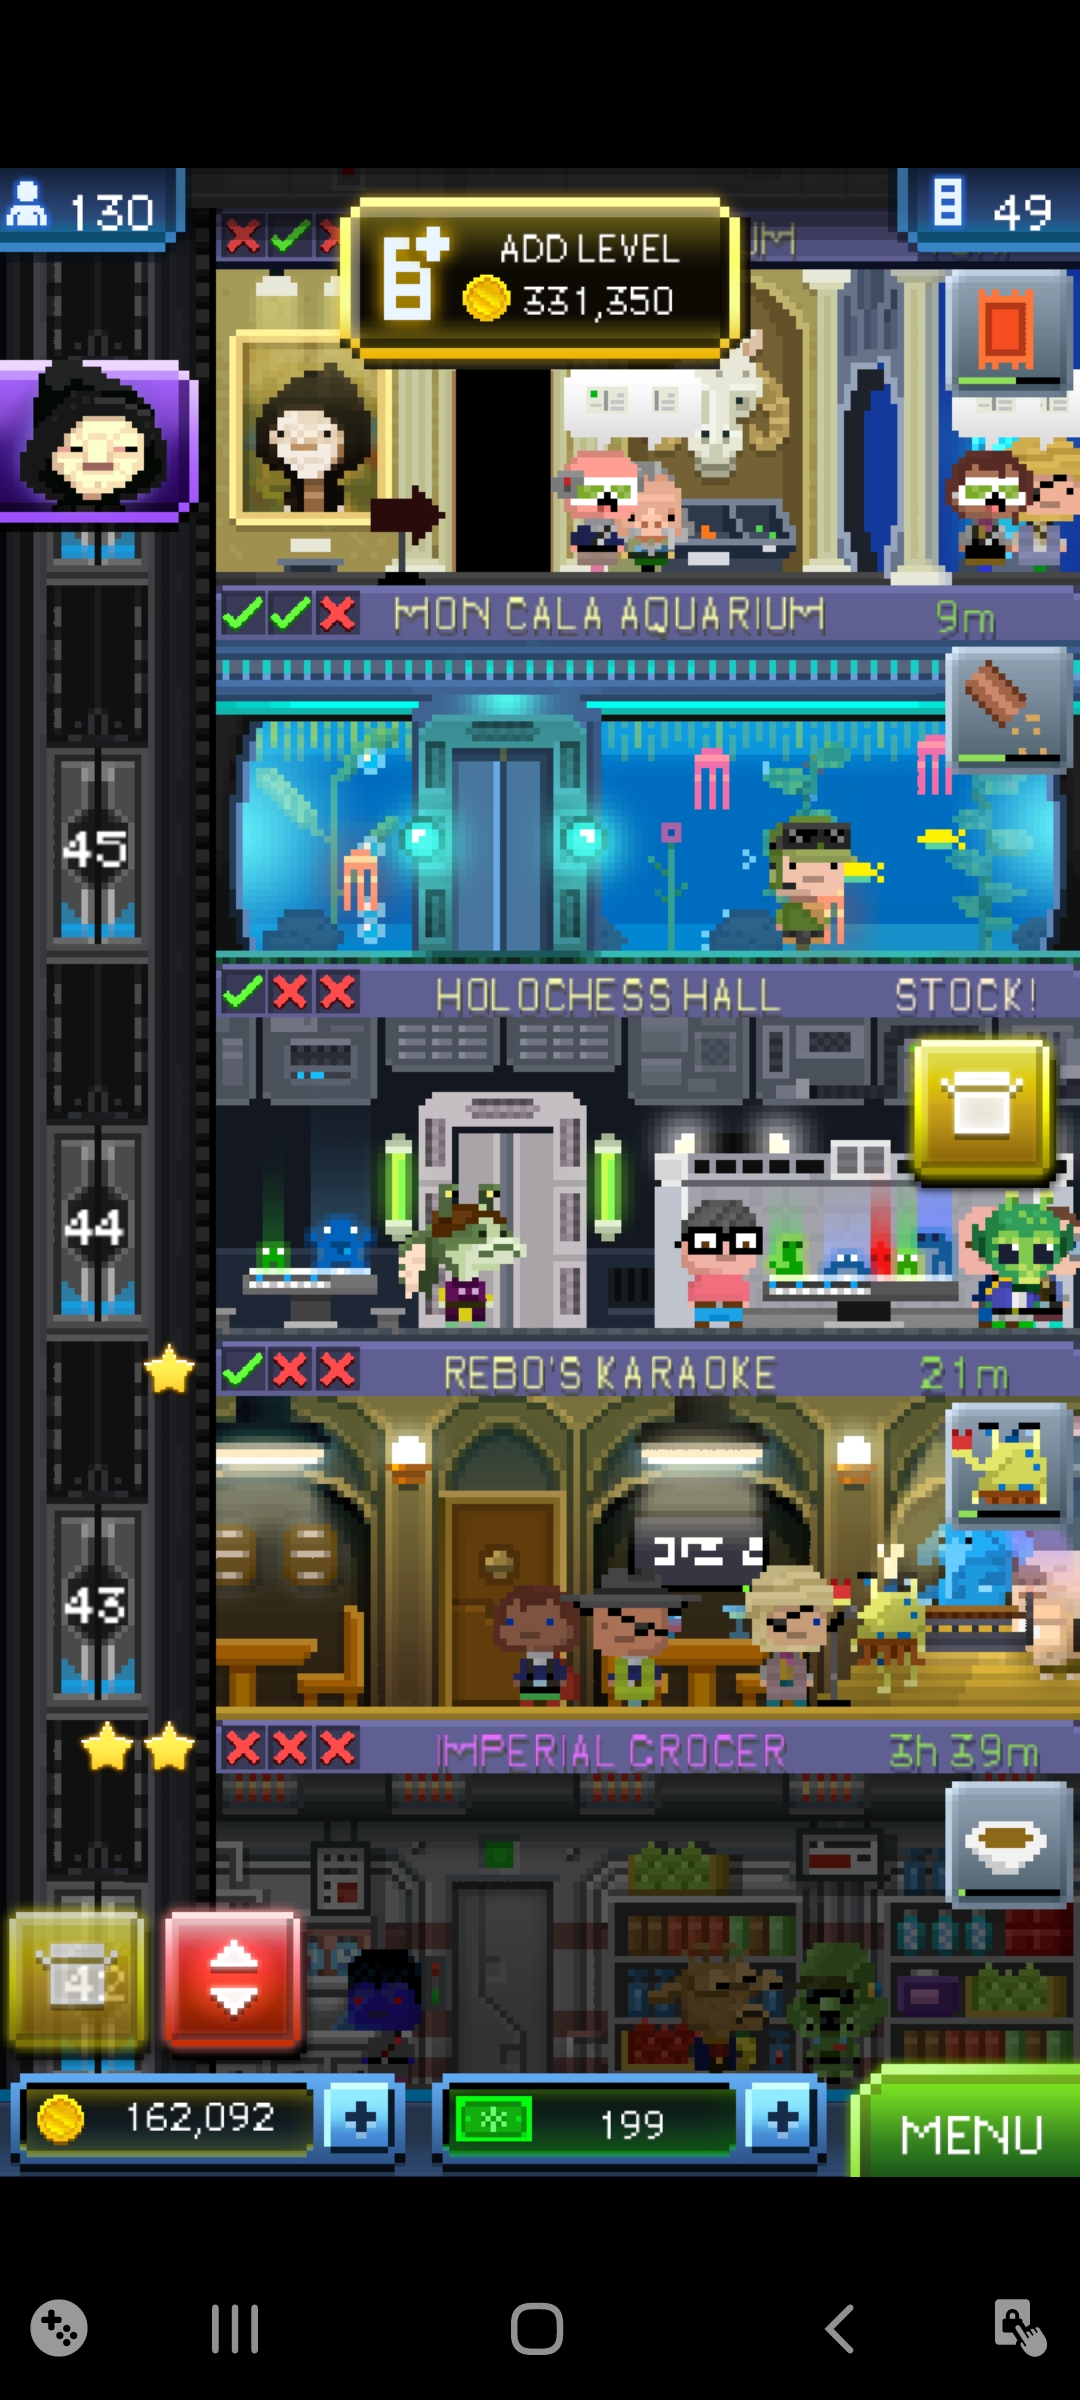 130
49
ADD LEVEL
331,350
UM
MON CALA AQUARIUM 9m
45
HOLOCHESS HALL STOCK!
44
REBO'S KARAOKE 21m
43
IMPERIAL GROCER 3h 39m
42
162,092 + 199 + MENU